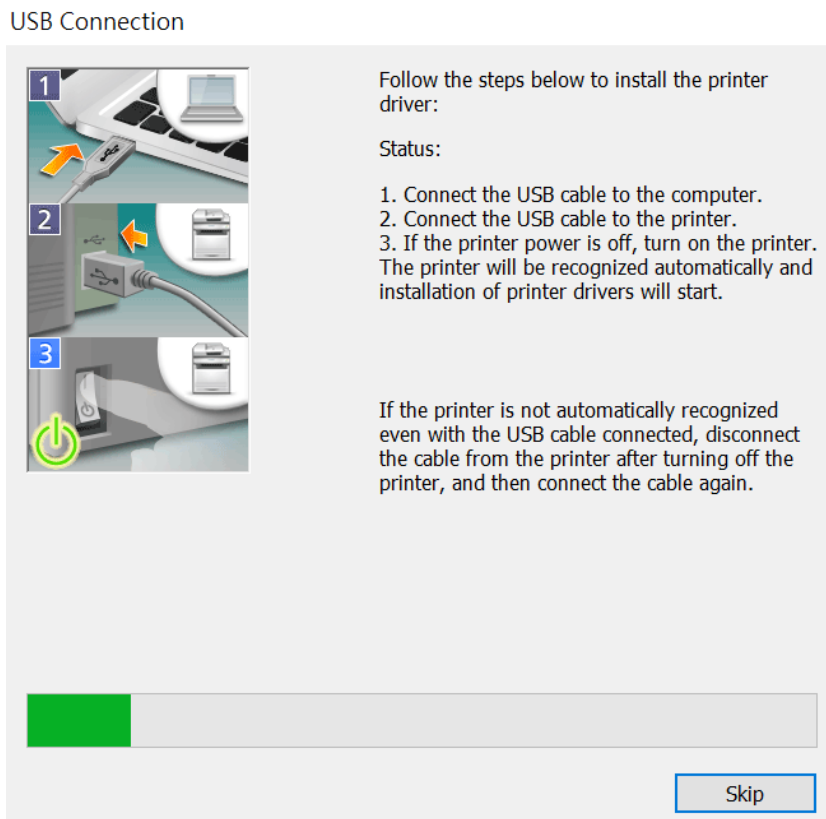 USB Connection
1
2
3
Follow the steps below to install the printer
driver:
Status:
1. Connect the USB cable to the computer.
2. Connect the USB cable to the printer.
3. If the printer power is off, turn on the printer.
The printer will be recognized automatically and
installation of printer drivers will start.
If the printer is not automatically recognized
even with the USB cable connected, disconnect
the cable from the printer after turning off the
printer, and then connect the cable again.
Skip